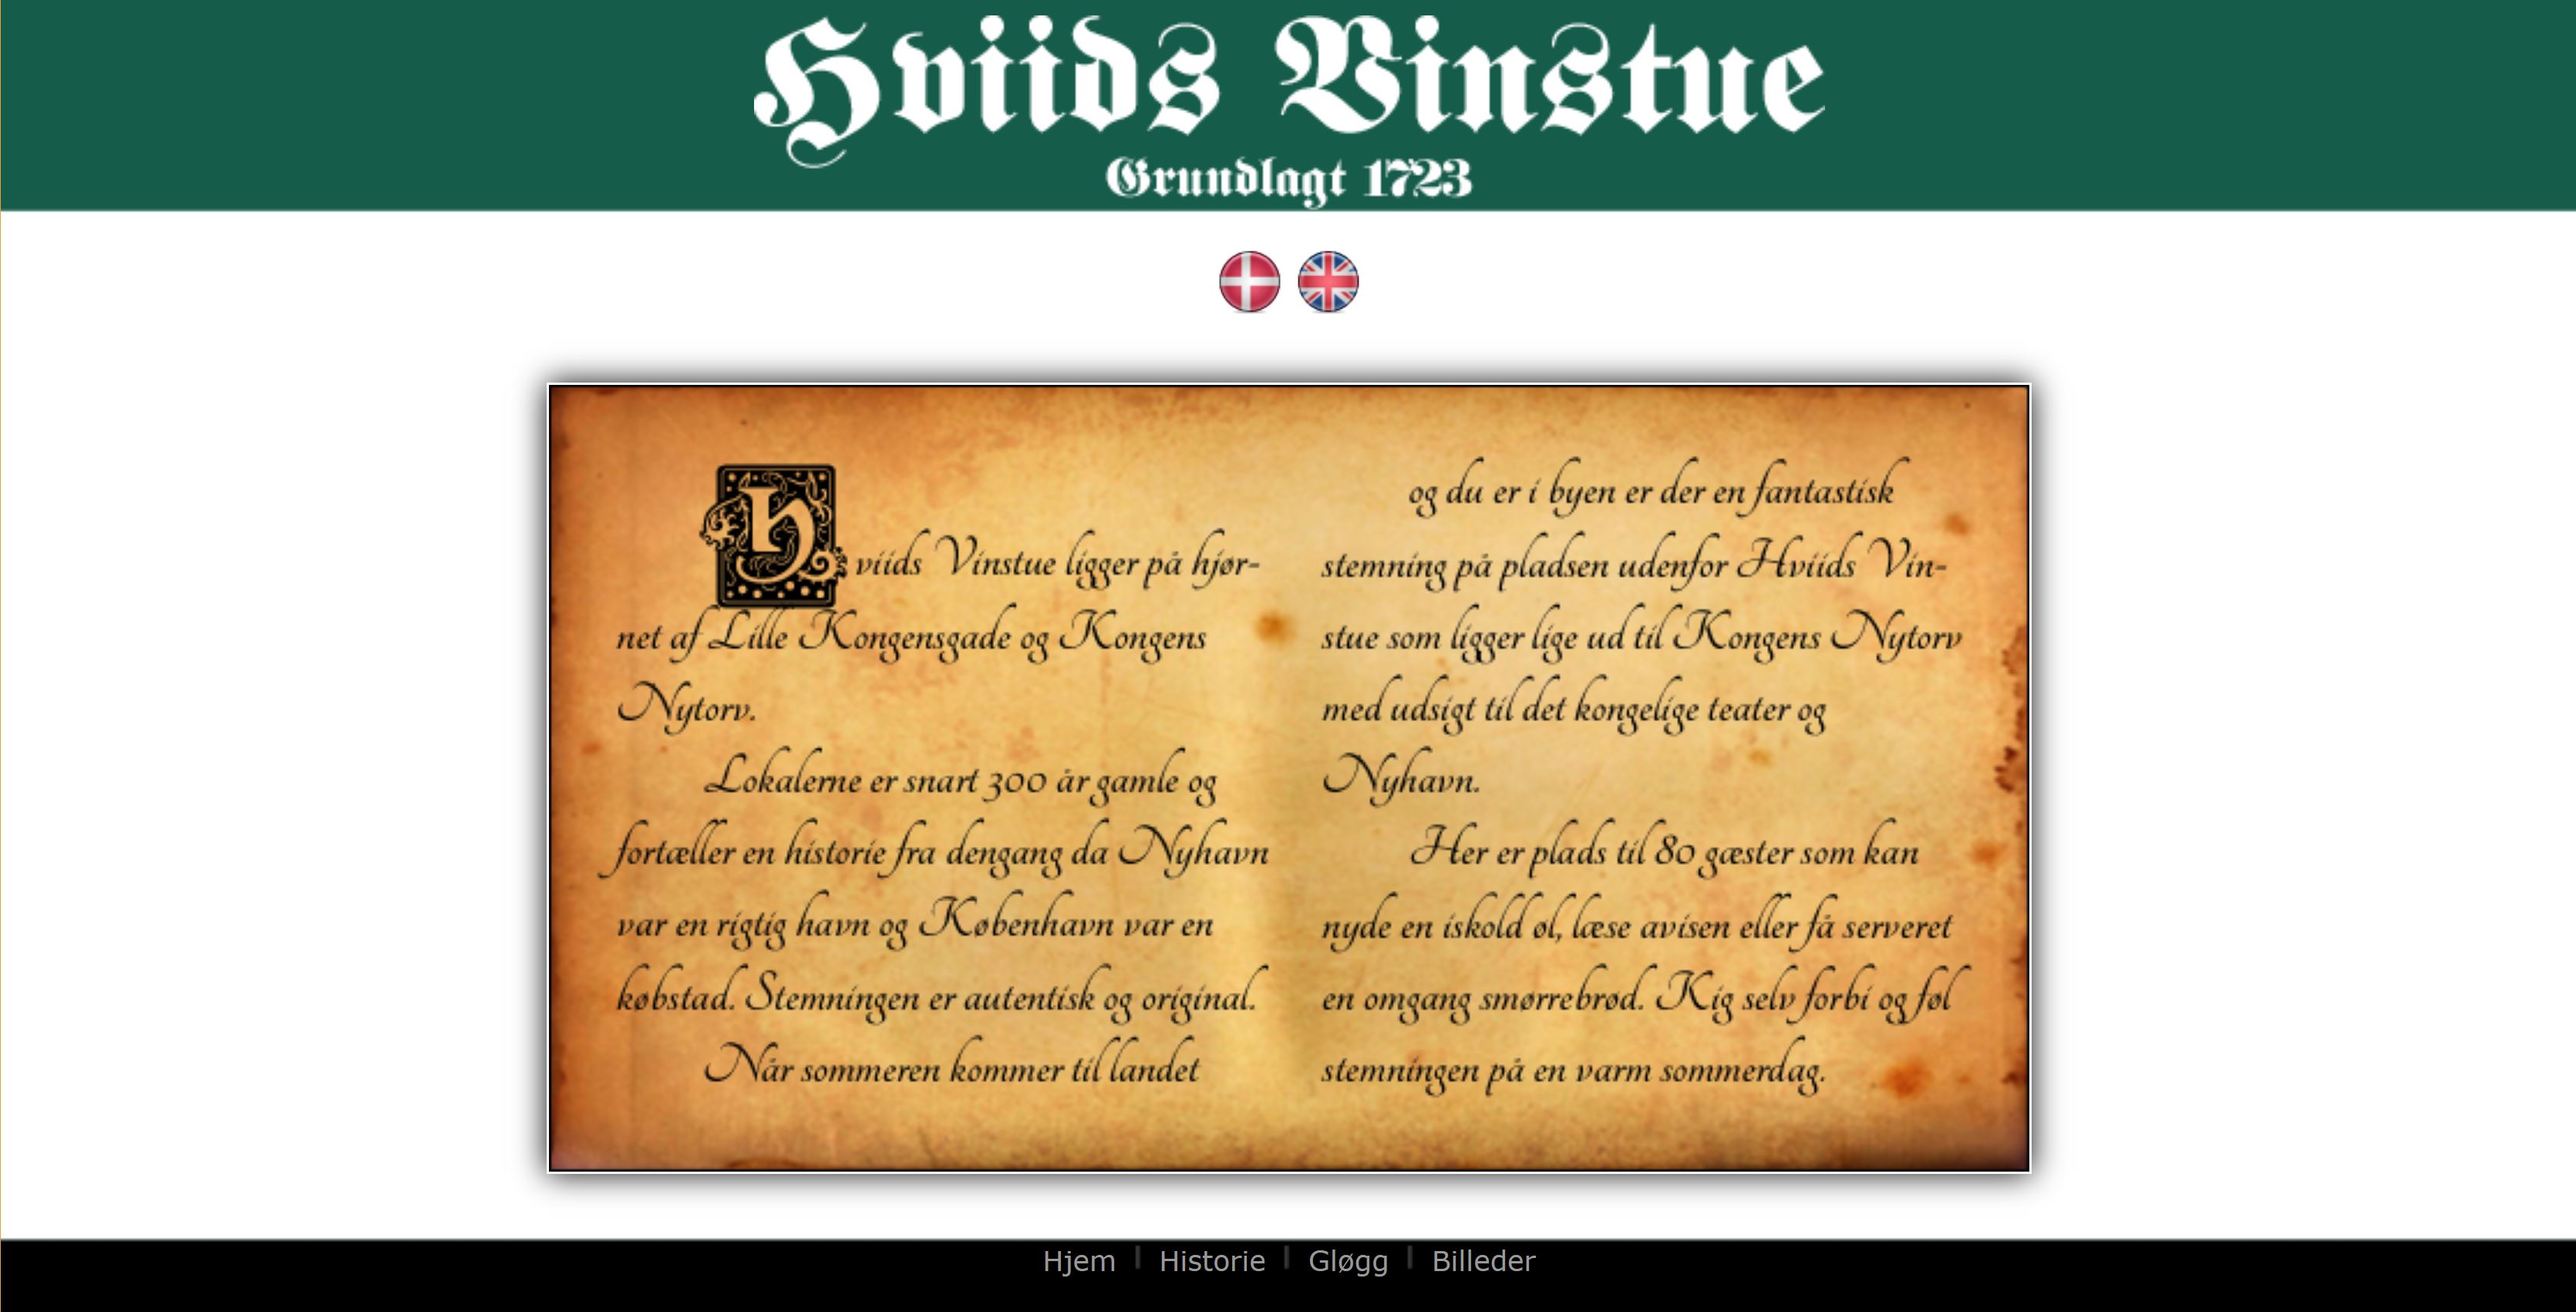 Hviids Vinstue
Grundlagt 1723
Hviids Vinstue ligger på hjør-
net af Lille Kongensgade og Kongens
Nytorv.
Lokalerne er snart 300 år gamle og
fortæller en historie fra dengang da Nyhavn
var en rigtig havn og København var en
købstad. Stemningen er autentisk og original.
Når sommeren kommer til landet
og du er i byen er der en fantastisk
stemning på pladsen udenfor Hviids Vin-
stue som ligger lige ud til Kongens Nytorv
med udsigt til det kongelige teater og
Nyhavn.
Her er plads til 80 gæster som kan
nyde en iskold øl, læse avisen eller få serveret
en omgang smørrebrød. Kig selv forbi og føl
stemningen på en varm sommerdag.
Hjem | Historie | Gløgg | Billeder